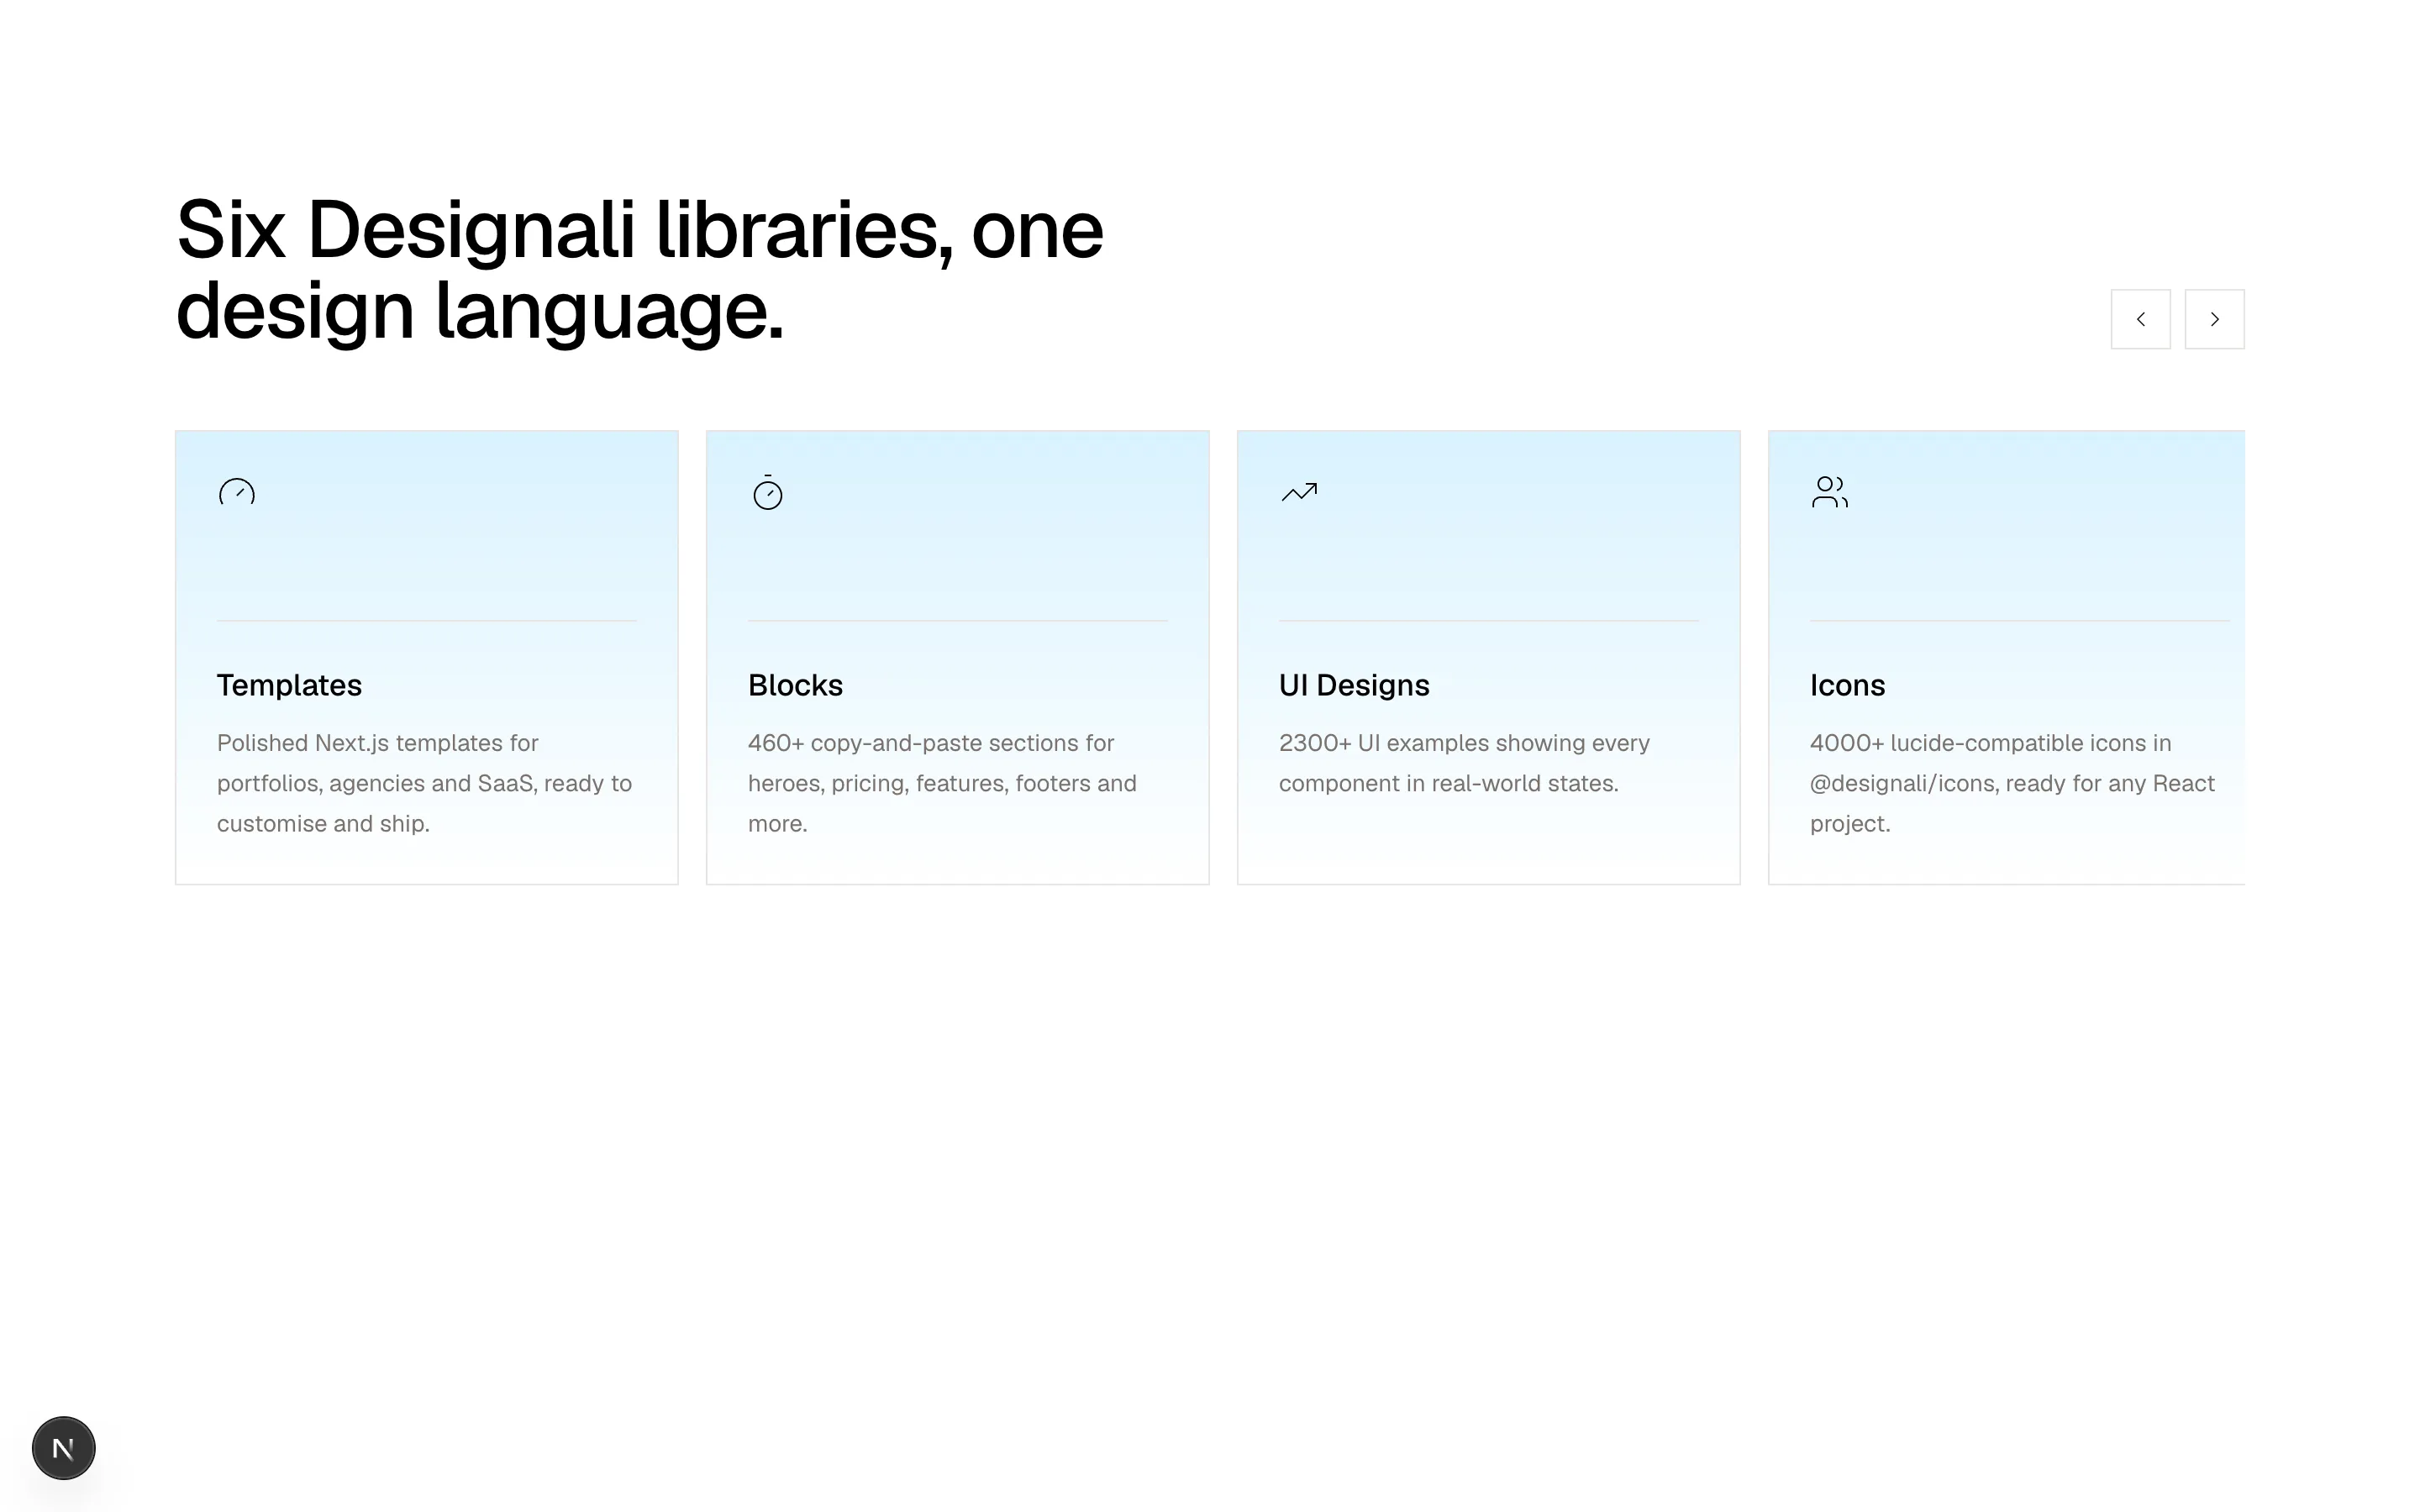 Six Designali libraries, one
design language.
Templates
Polished Next.js templates for
portfolios, agencies and SaaS, ready to
customise and ship.
Blocks
460+ copy-and-paste sections for
heroes, pricing, features, footers and
more.
UI Designs
2300+ UI examples showing every
component in real-world states.
Icons
4000+ lucide-compatible icons in
@designali/icons, ready for any React
project.
N